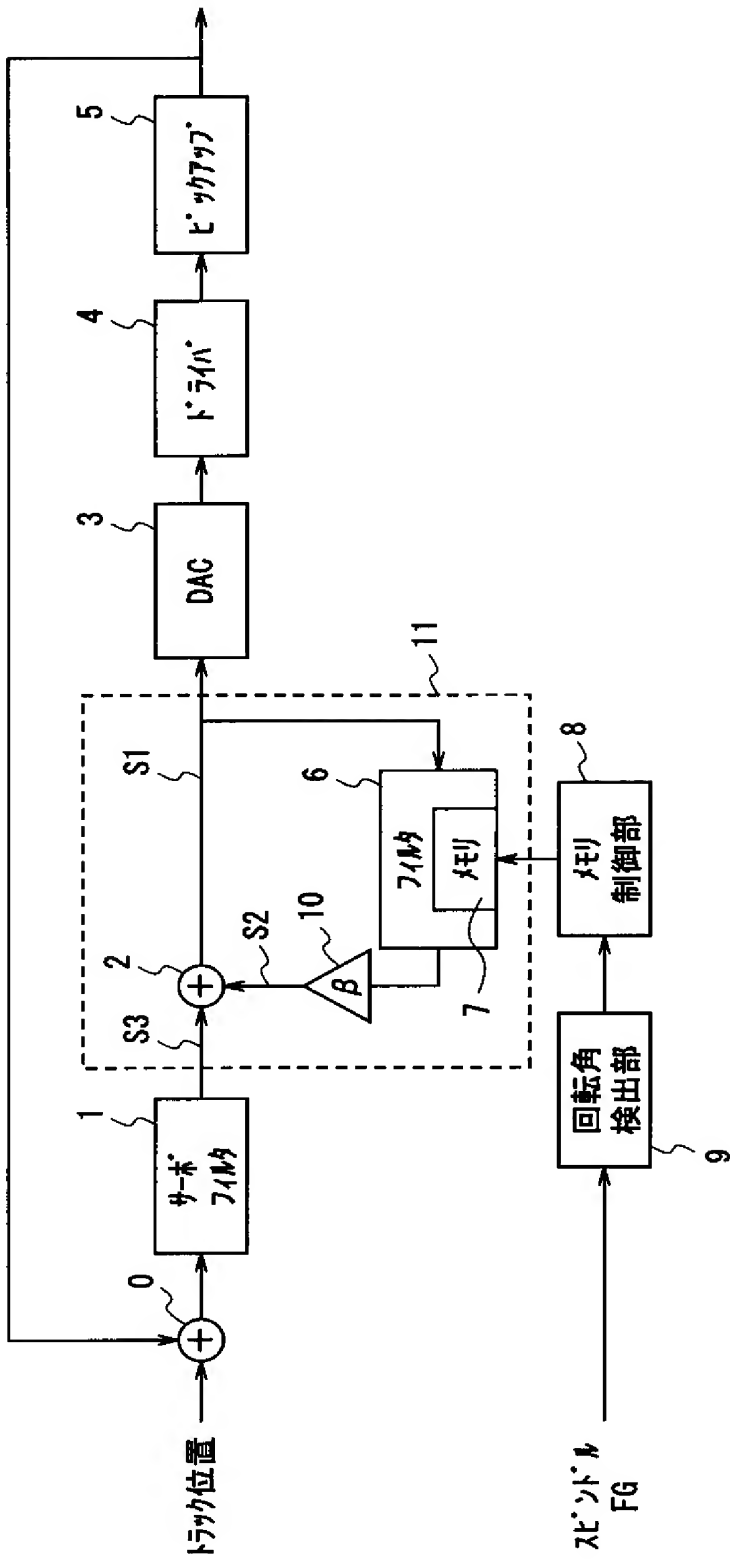 トラック位置
0
1
サーボ
フィルタ
S3
2
S1
S2
10
β
6
フィルタ
メモリ
7
11
3
DAC
4
ドライバ
5
ピックアップ
スピンドル
FG
回転角
検出部
9
メモリ
制御部
8